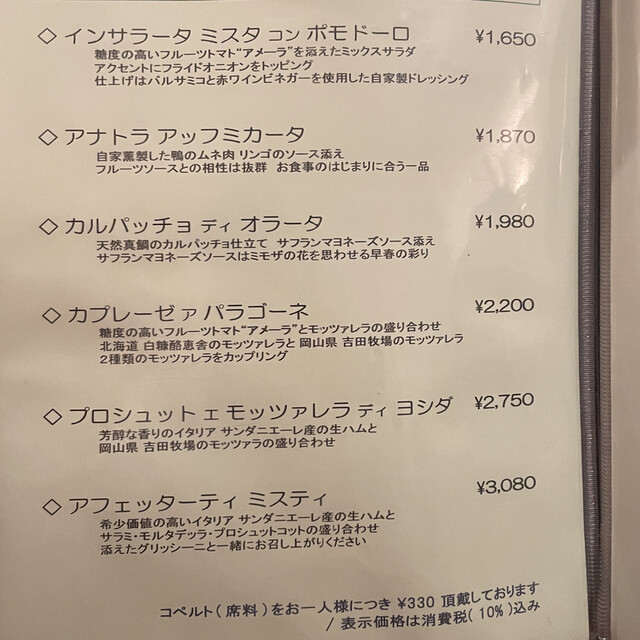 ◇ インサラータ ミスタ コン ポモドーロ ¥1,650
糖度の高いフルーツトマト“アメーラ”を添えたミックスサラダ
アクセントにフライドオニオンをトッピング
仕上げはバルサミコと赤ワインビネガーを使用した自家製ドレッシング
◇ アナトラ アッフミカータ ¥1,870
自家薫製した鴨のムネ肉 リンゴのソース添え
フルーツソースとの相性は抜群 お食事のはじまりに合う一品
◇ カルパッチョ ディ オラータ ¥1,980
天然真鯛のカルパッチョ仕立て サフランマヨネーズソース添え
サフランマヨネーズソースはミモザの花を思わせる早春の彩り
◇ カプレーゼァ パラゴーネ ¥2,200
糖度の高いフルーツトマト“アメーラ”とモッツァレラの盛り合わせ
北海道 白糠酪恵舎のモッツァレラと 岡山県 吉田牧場のモッツァレラ
2種類のモッツァレラをカップリング
◇ プロシュット エ モッツァレラ ディ ヨシダ ¥2,750
芳醇な香りのイタリア サンダニエーレ産の生ハムと
岡山県 吉田牧場のモッツァラの盛り合わせ
◇ アフェッターティ ミスティ ¥3,080
希少価値の高いイタリア サンダニエーレ産の生ハムと
サラミ・モルタデッラ・プロシュットコットの盛り合わせ
添えたグリッシーニと一緒にお召し上がりください
コペルト(席料)をお一人様につき ¥330 頂戴しております
/ 表示価格は消費税(10%)込み